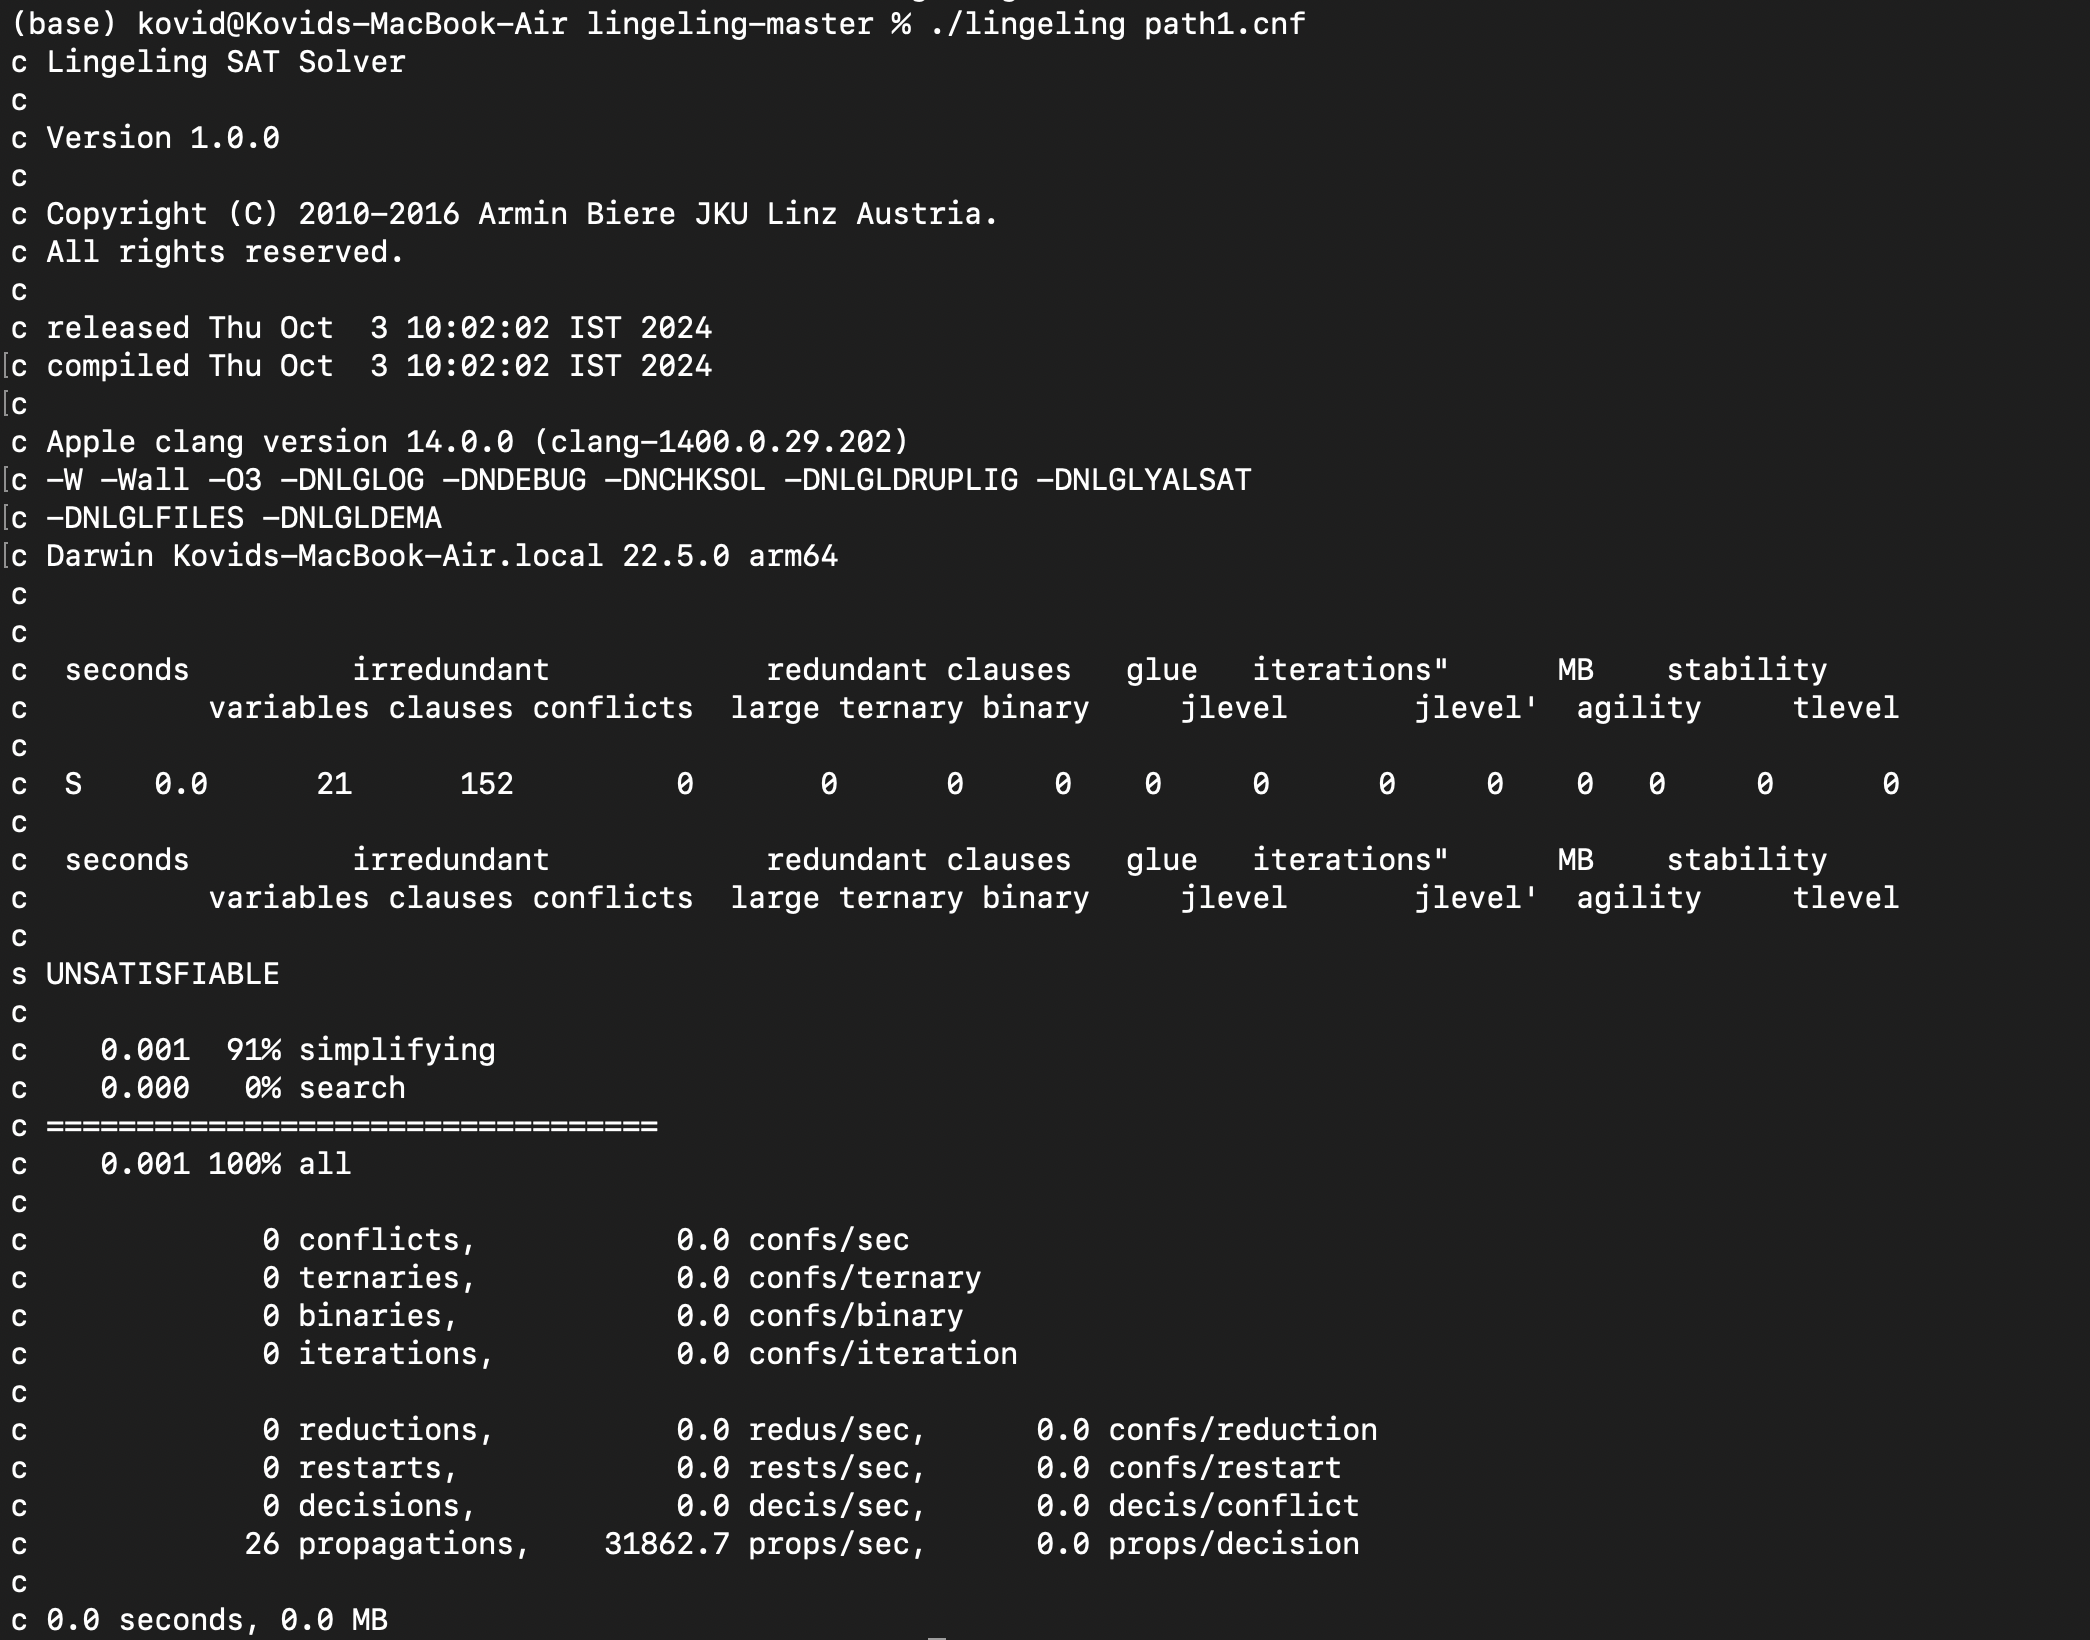 (base) kovid@Kovids-MacBook-Air lingeling-master % ./lingeling path1.cnf
c Lingeling SAT Solver
c
c Version 1.0.0
c
c Copyright (C) 2010-2016 Armin Biere JKU Linz Austria.
c All rights reserved.
c
c released Thu Oct  3 10:02:02 IST 2024
[c compiled Thu Oct  3 10:02:02 IST 2024
[c
c Apple clang version 14.0.0 (clang-1400.0.29.202)
[c -W -Wall -O3 -DNLGLOG -DNDEBUG -DNCHKSOL -DNLGLDRUPLIG -DNLGLYALSAT
[c -DNLGLFILES -DNLGLDEMA
[c Darwin Kovids-MacBook-Air.local 22.5.0 arm64
c
c
c  seconds         irredundant            redundant clauses   glue   iterations"      MB    stability
c          variables clauses conflicts  large ternary binary     jlevel       jlevel'  agility     tlevel
c
c  S    0.0      21      152         0       0      0     0    0     0      0     0    0   0     0      0
c
c  seconds         irredundant            redundant clauses   glue   iterations"      MB    stability
c          variables clauses conflicts  large ternary binary     jlevel       jlevel'  agility     tlevel
c
s UNSATISFIABLE
c
c    0.001  91% simplifying
c    0.000   0% search
c ==================================
c    0.001 100% all
c
c             0 conflicts,           0.0 confs/sec
c             0 ternaries,           0.0 confs/ternary
c             0 binaries,            0.0 confs/binary
c             0 iterations,          0.0 confs/iteration
c
c             0 reductions,          0.0 redus/sec,      0.0 confs/reduction
c             0 restarts,            0.0 rests/sec,      0.0 confs/restart
c             0 decisions,           0.0 decis/sec,      0.0 decis/conflict
c            26 propagations,    31862.7 props/sec,      0.0 props/decision
c
c 0.0 seconds, 0.0 MB